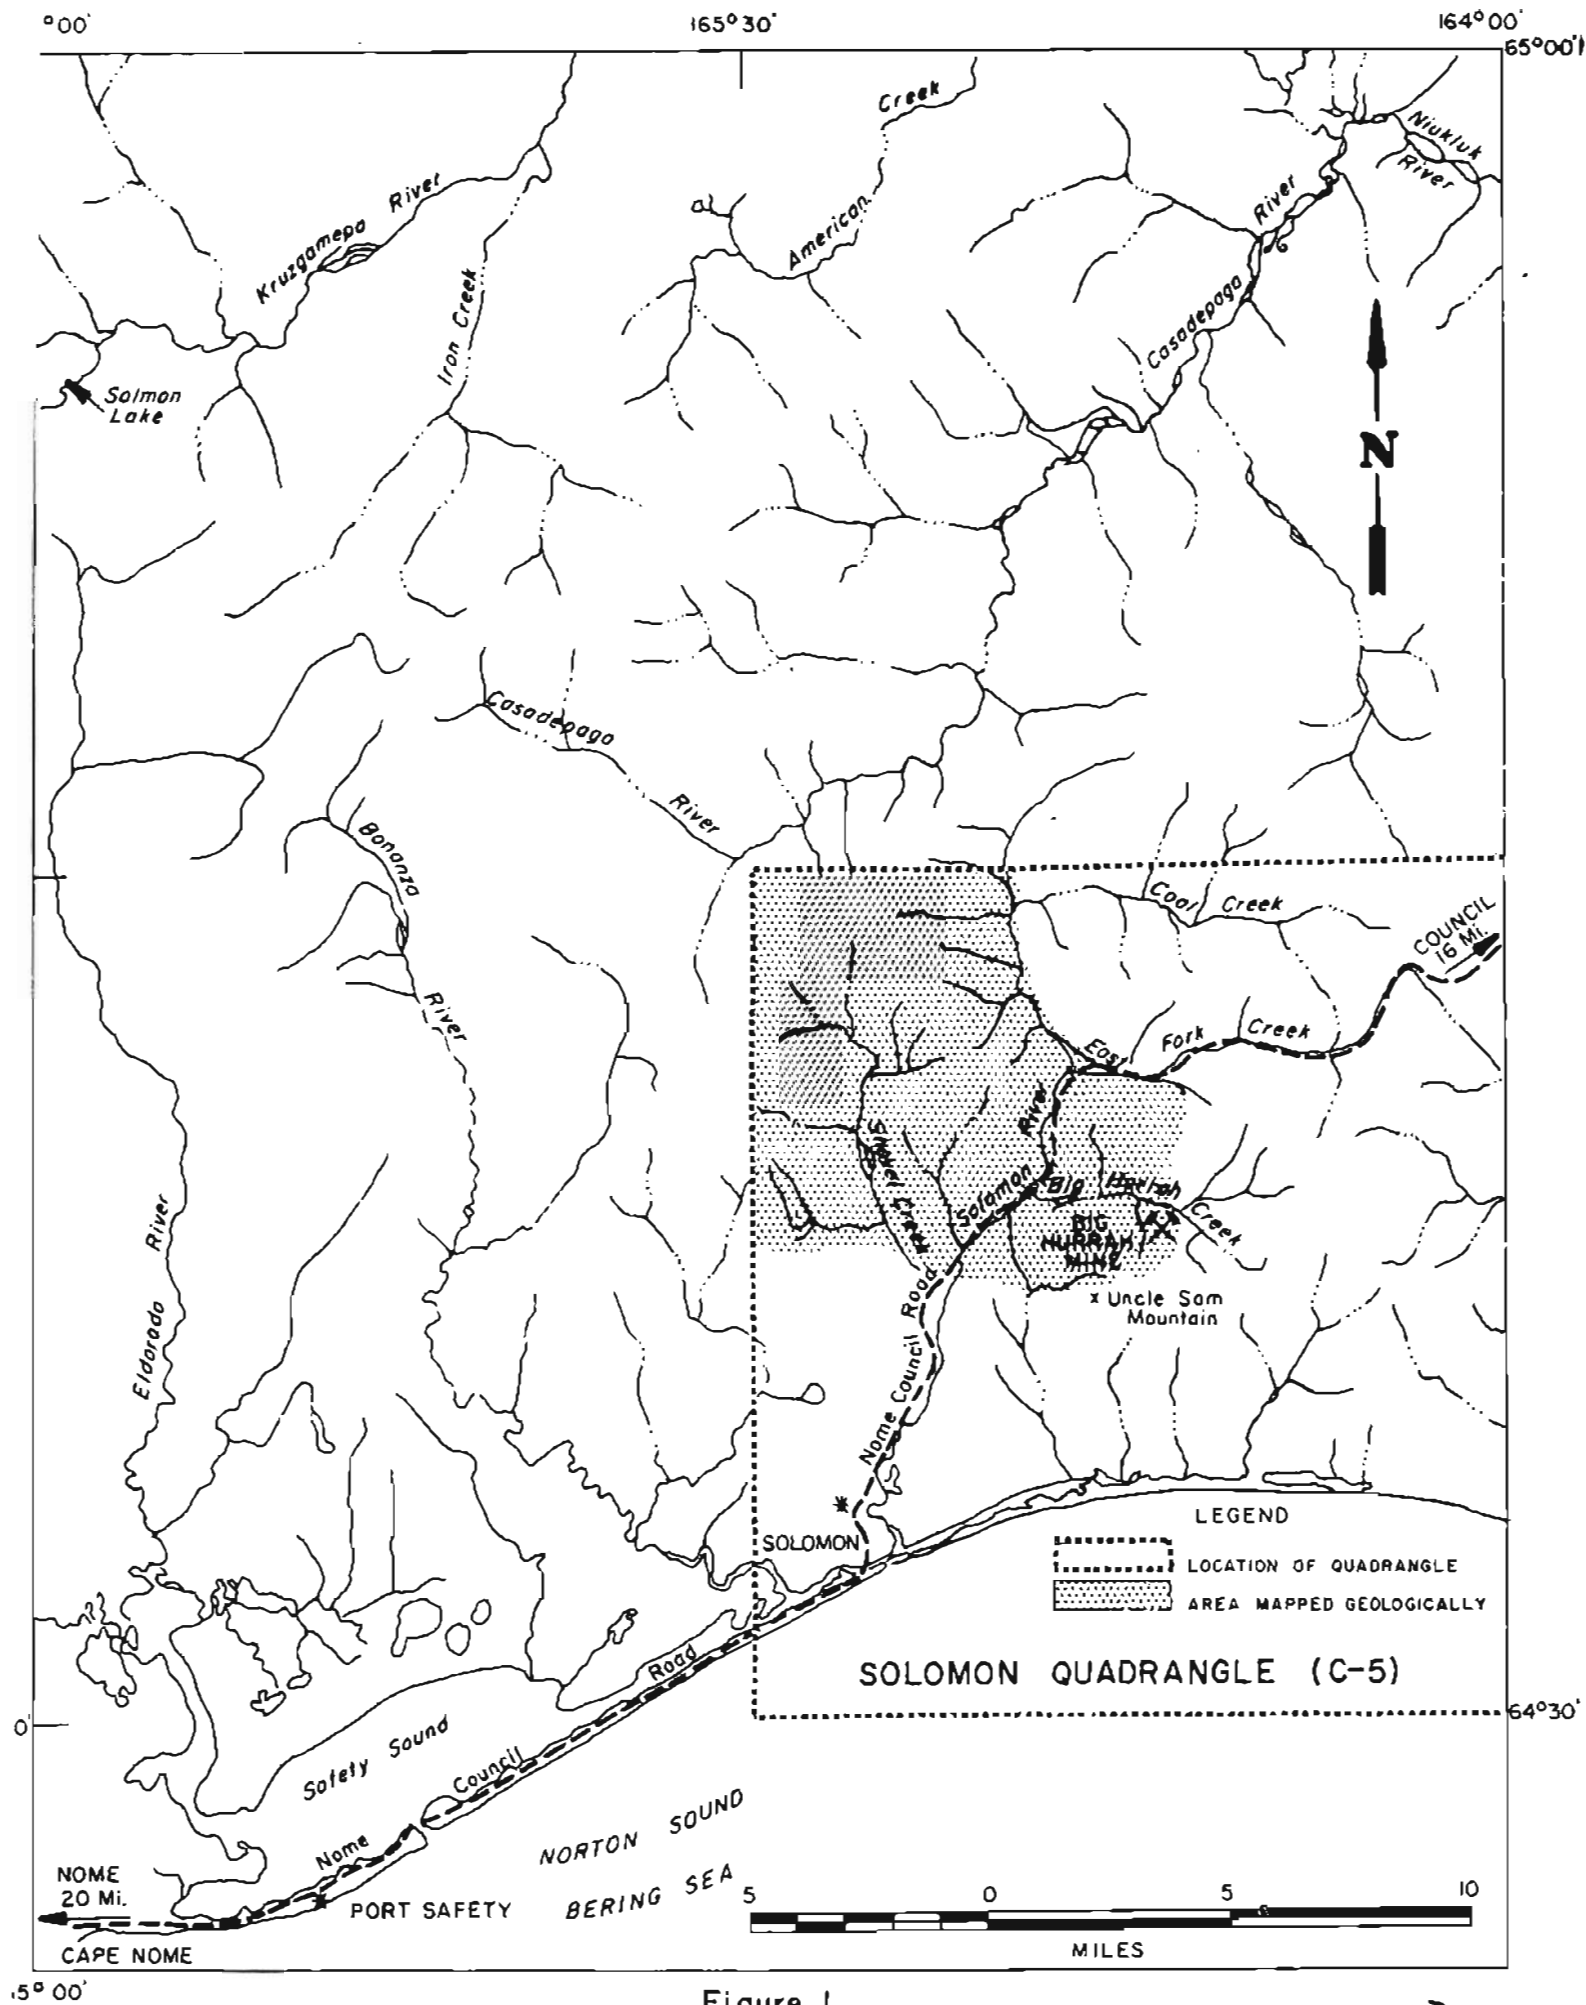 °00'
165°30'
164°00'
65°00'
Creek
American
Niukluk
River
River
Casadepaga
Kruzgamepa River
Iron Creek
Salmon
Lake
N
Casadepaga
River
Bonanza
River
Coal Creek
COUNCIL
16 Mi.
East Fork Creek
River
Solomon
Shovel Creek
Big Hurrah
Creek
BIG
HURRAH
MINE
x Uncle Sam
Mountain
Eldorado River
Nome Council Road
SOLOMON
LEGEND
LOCATION OF QUADRANGLE
AREA MAPPED GEOLOGICALLY
SOLOMON QUADRANGLE (C-5)
64°30'
0'
Safety Sound
Nome Council Road
NORTON SOUND
BERING SEA
NOME
20 Mi.
PORT SAFETY
CAPE NOME
5 0 5 10
MILES
5° 00'
Figure 1